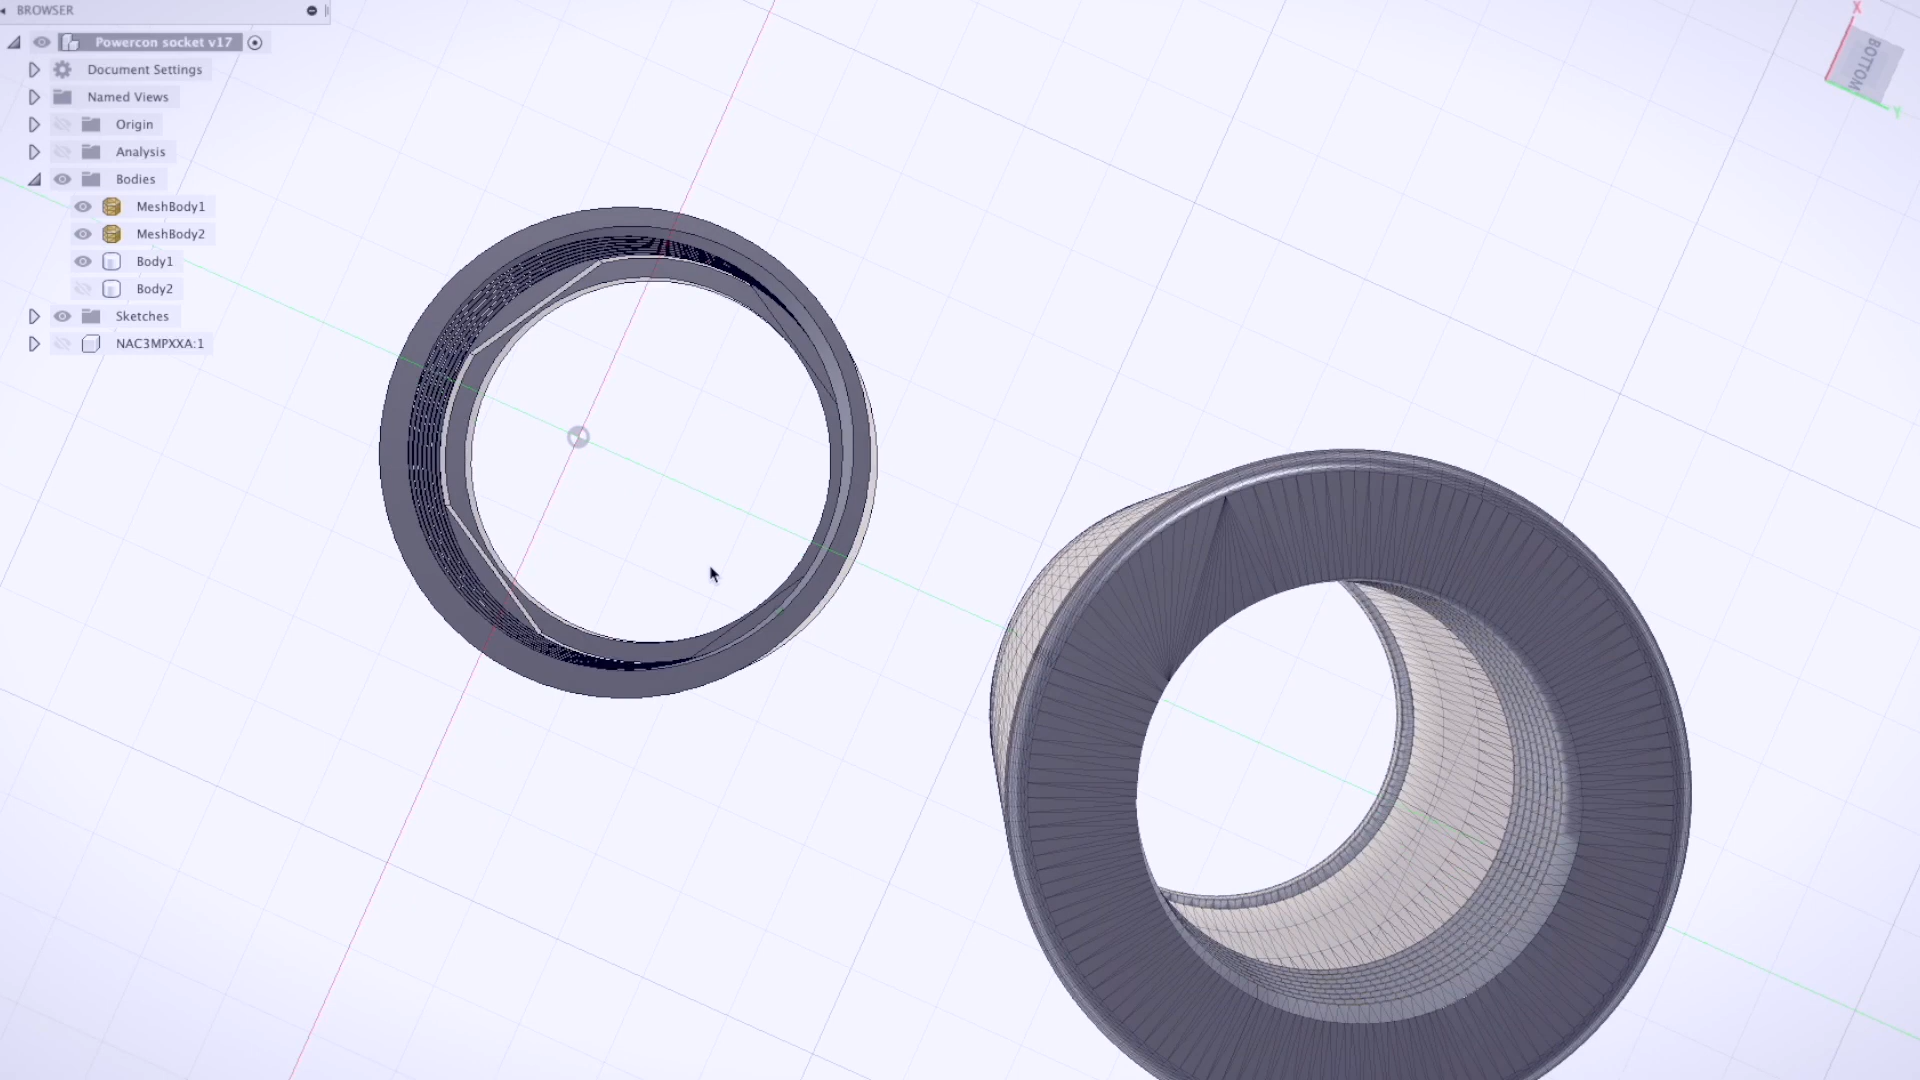 BROWSER
Powercon socket v17
Document Settings
Named Views
Origin
Analysis
Bodies
MeshBody1
MeshBody2
Body1
Body2
Sketches
NAC3MPXXA:1
X
BOTTOM
Y